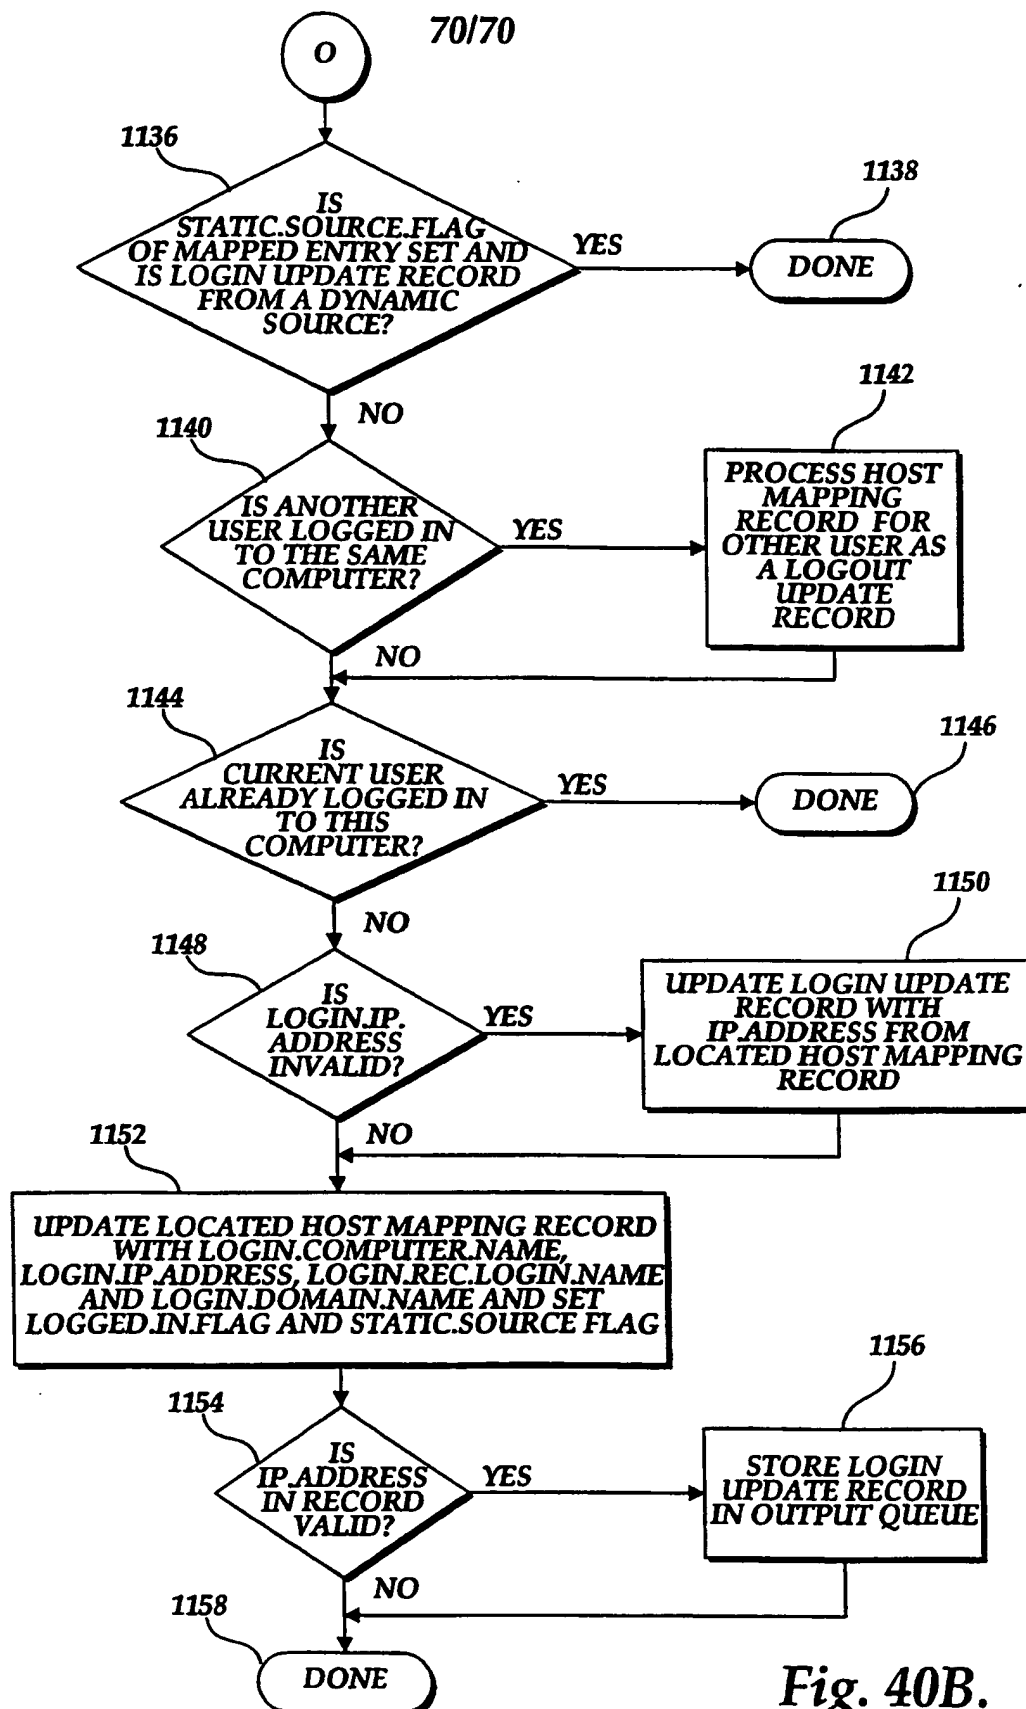 70/70
O
1136
IS
STATIC.SOURCE.FLAG
OF MAPPED ENTRY SET AND
IS LOGIN UPDATE RECORD
FROM A DYNAMIC
SOURCE?
YES
1138
DONE
NO
1140
IS ANOTHER
USER LOGGED IN
TO THE SAME
COMPUTER?
YES
1142
PROCESS HOST
MAPPING
RECORD FOR
OTHER USER AS
A LOGOUT
UPDATE
RECORD
NO
1144
IS
CURRENT USER
ALREADY LOGGED IN
TO THIS
COMPUTER?
YES
1146
DONE
NO
1148
IS
LOGIN.IP.
ADDRESS
INVALID?
YES
1150
UPDATE LOGIN UPDATE
RECORD WITH
IP.ADDRESS FROM
LOCATED HOST MAPPING
RECORD
NO
1152
UPDATE LOCATED HOST MAPPING RECORD
WITH LOGIN.COMPUTER.NAME,
LOGIN.IP.ADDRESS, LOGIN.REC.LOGIN.NAME
AND LOGIN.DOMAIN.NAME AND SET
LOGGED.IN.FLAG AND STATIC.SOURCE FLAG
1154
IS
IP.ADDRESS
IN RECORD
VALID?
YES
1156
STORE LOGIN
UPDATE RECORD
IN OUTPUT QUEUE
NO
1158
DONE
Fig. 40B.